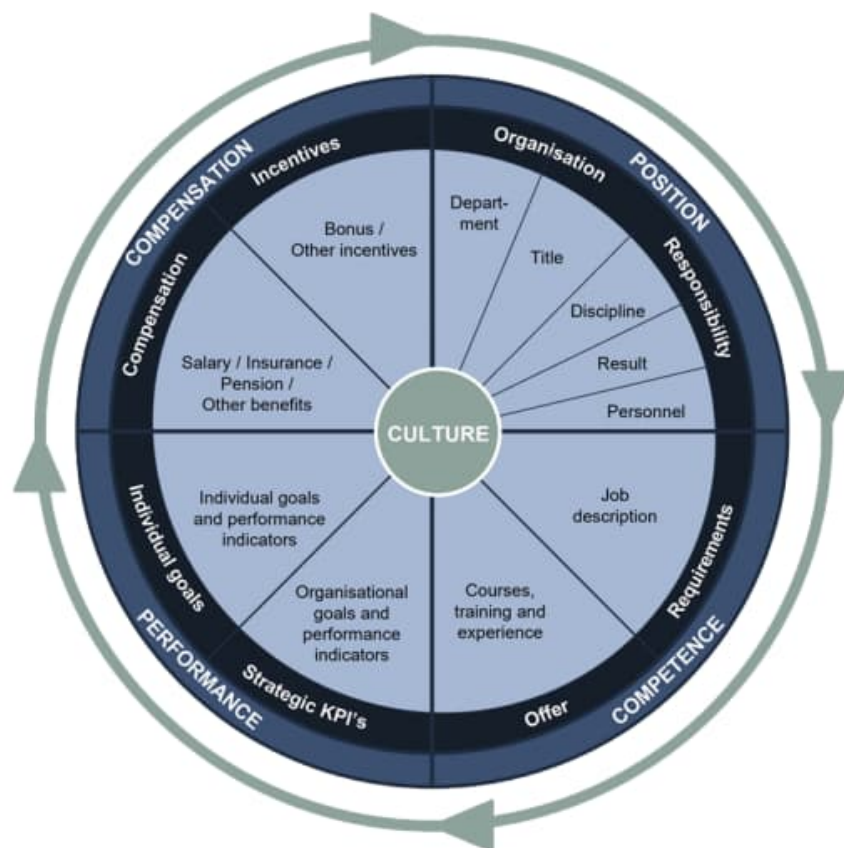 COMPENSATION
Incentives
Organisation
POSITION
Depart-
ment
Bonus /
Other incentives
Title
Responsibility
Compensation
Discipline
Salary / Insurance /
Pension /
Other benefits
Result
Personnel
CULTURE
Individual goals
and performance
indicators
Job
description
Individual goals
Requirements
Organisational
goals and
performance
indicators
Courses,
training and
experience
PERFORMANCE
Strategic KPI's
Offer
COMPETENCE